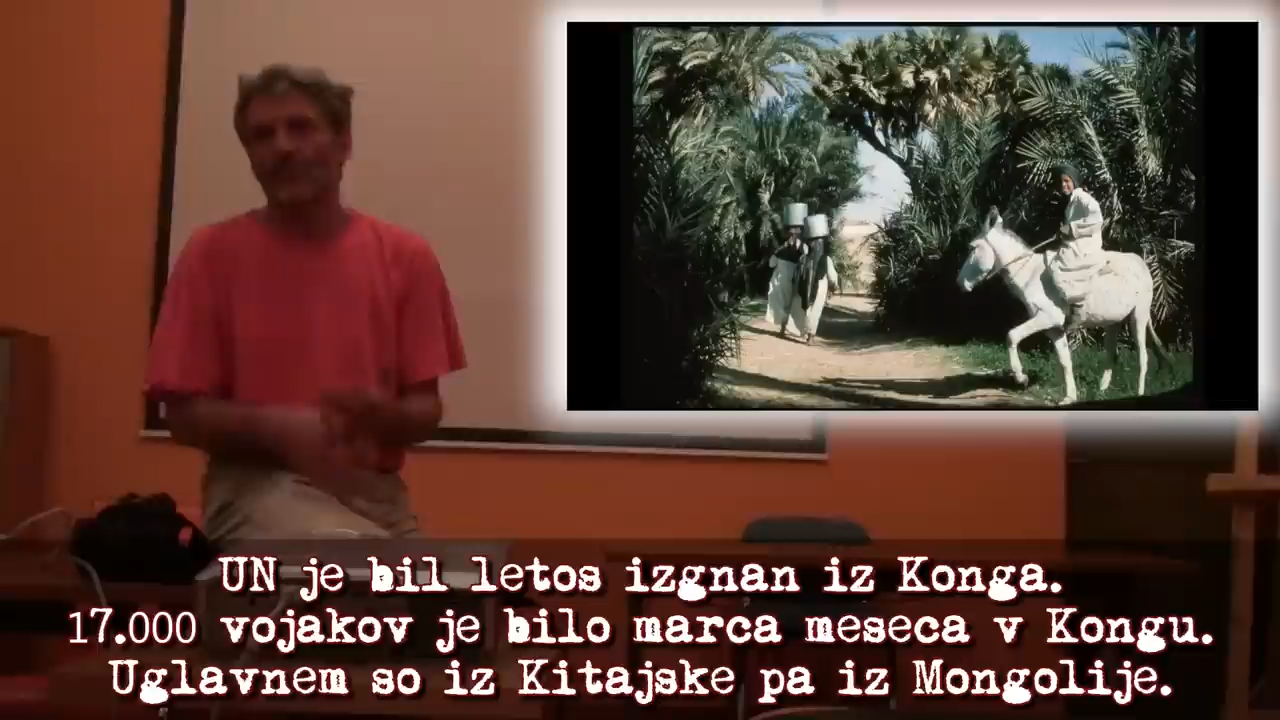 UN je bil letos izgnan iz Konga.
17.000 vojakov je bilo marca meseca v Kongu.
Uglavnem so iz Kitajske pa iz Mongolije.